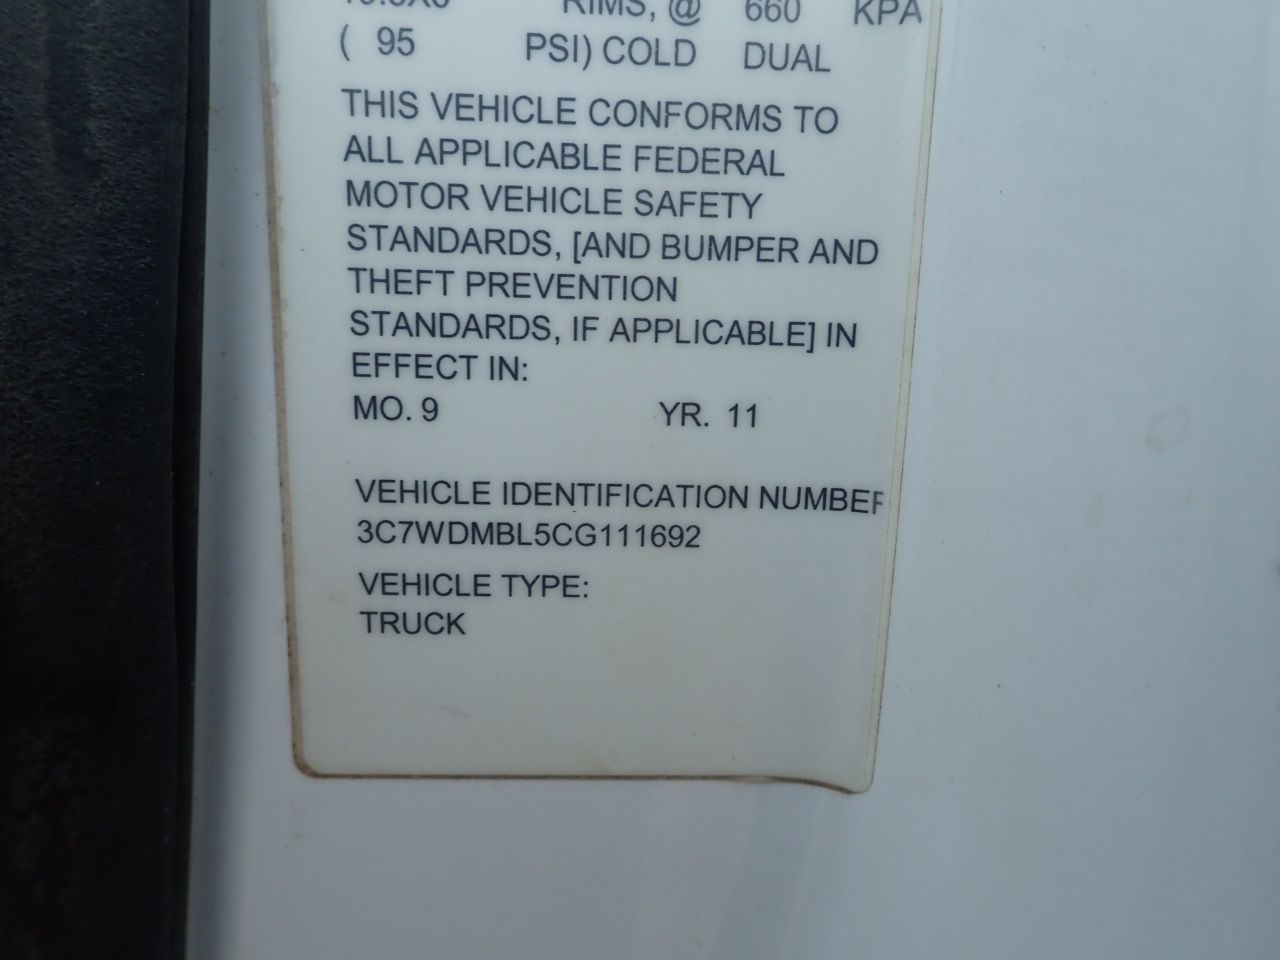 RIMS, @ 660 KPA
( 95 PSI) COLD DUAL
THIS VEHICLE CONFORMS TO
ALL APPLICABLE FEDERAL
MOTOR VEHICLE SAFETY
STANDARDS, [AND BUMPER AND
THEFT PREVENTION
STANDARDS, IF APPLICABLE] IN
EFFECT IN:
MO. 9 YR. 11
VEHICLE IDENTIFICATION NUMBER
3C7WDMBL5CG111692
VEHICLE TYPE:
TRUCK